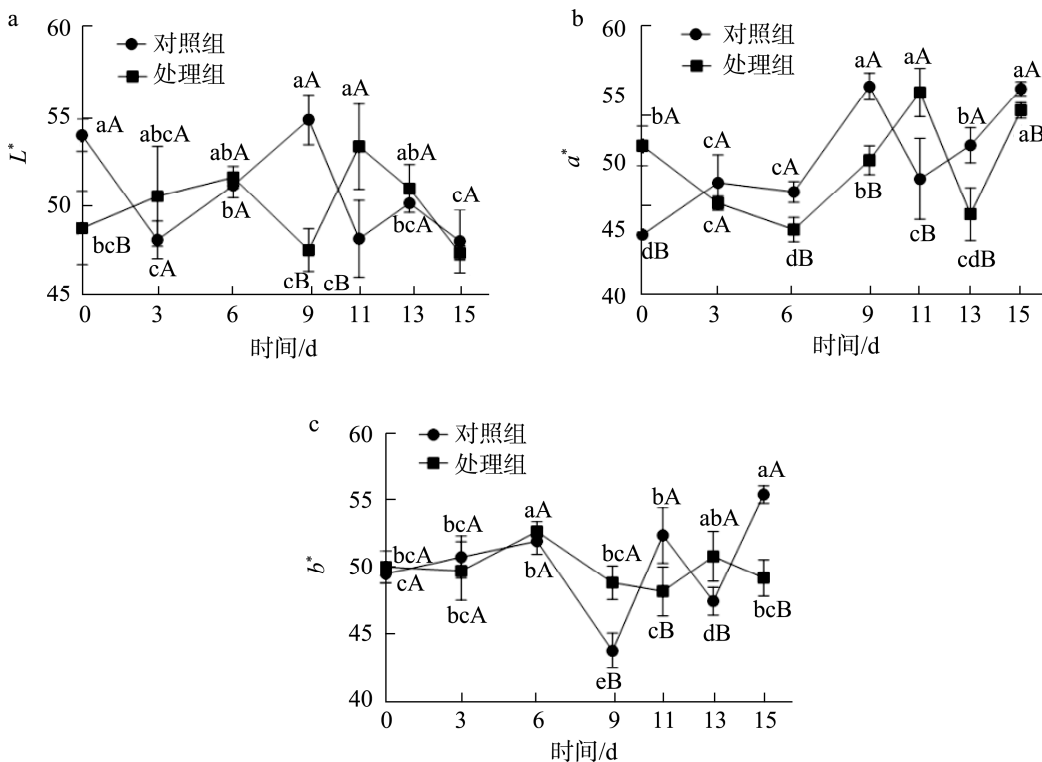 a
60
对照组
处理组
aA
aA
aA
abcA
abA
abA
55
L*
cA
50
bA
bcA
bcB
cA
cB
cB
45
0 3 6 9 11 13 15
时间/d
b
60
对照组
处理组
aA
aA
aA
bA
bA
55
cA
cA
aB
a*
50
bB
cA
45
dB
dB
cB
cdB
40
0 3 6 9 11 13 15
时间/d
c
60
对照组
处理组
aA
55
aA
bA
bcA
abA
bcA
bcA
b*
50
cA
bA
bcA
bcB
45
cB
dB
eB
40
0 3 6 9 11 13 15
时间/d